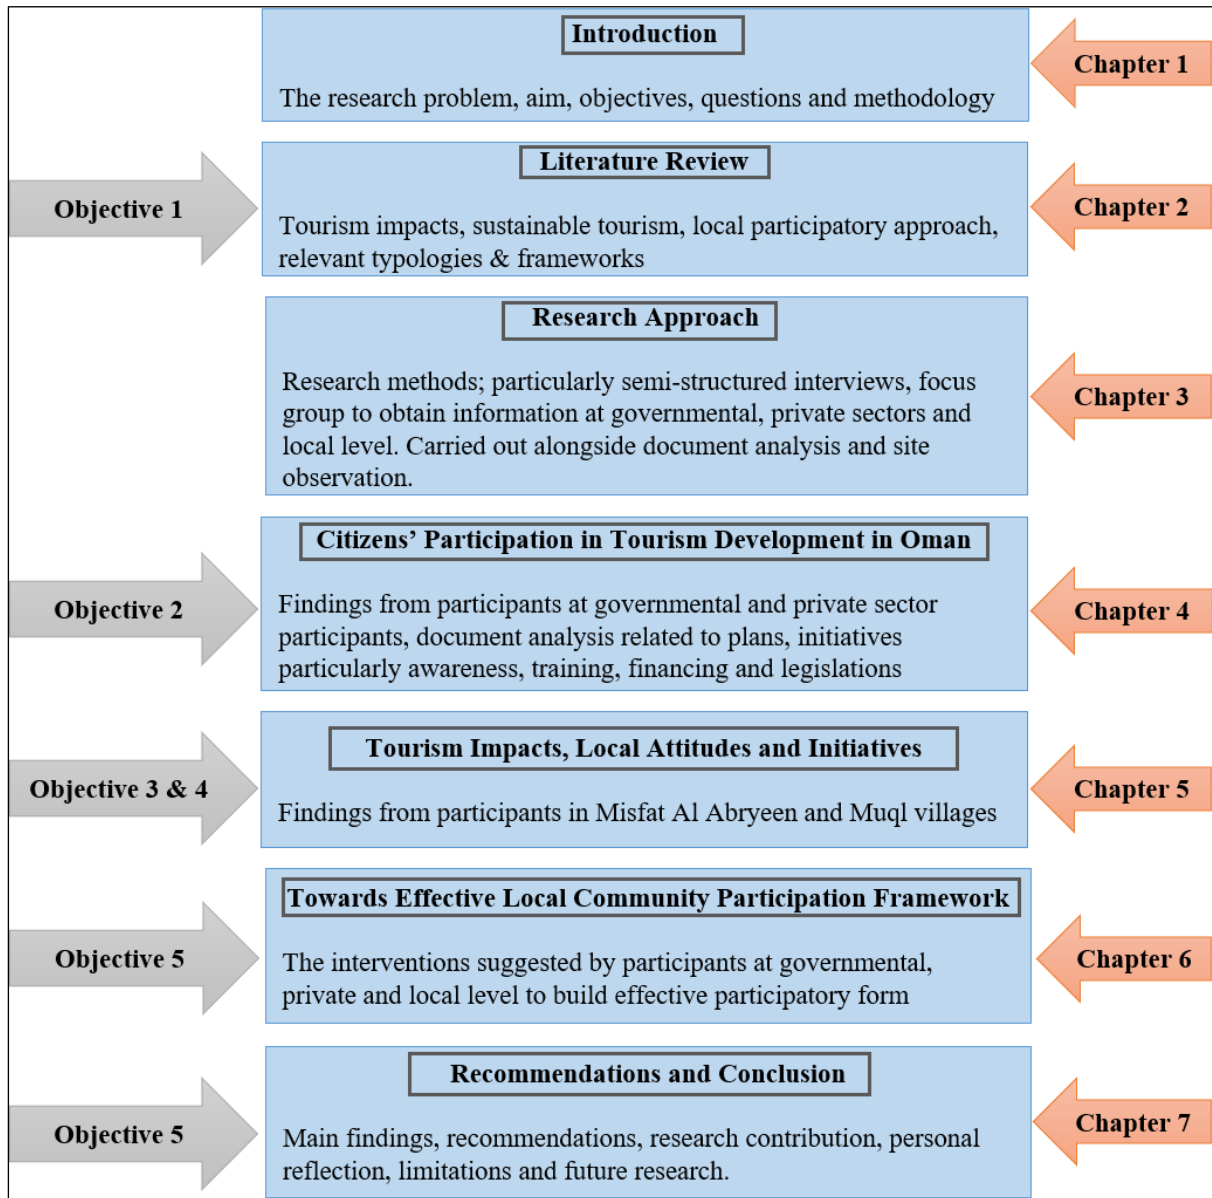 Introduction
Chapter 1
The research problem, aim, objectives, questions and methodology
Literature Review
Objective 1
Chapter 2
Tourism impacts, sustainable tourism, local participatory approach,
relevant typologies & frameworks
Research Approach
Chapter 3
Research methods; particularly semi-structured interviews, focus
group to obtain information at governmental, private sectors and
local level. Carried out alongside document analysis and site
observation.
Citizens’ Participation in Tourism Development in Oman
Objective 2
Chapter 4
Findings from participants at governmental and private sector
participants, document analysis related to plans, initiatives
particularly awareness, training, financing and legislations
Tourism Impacts, Local Attitudes and Initiatives
Objective 3 & 4
Chapter 5
Findings from participants in Misfat Al Abryeen and Muql villages
Towards Effective Local Community Participation Framework
Objective 5
Chapter 6
The interventions suggested by participants at governmental,
private and local level to build effective participatory form
Recommendations and Conclusion
Objective 5
Chapter 7
Main findings, recommendations, research contribution, personal
reflection, limitations and future research.